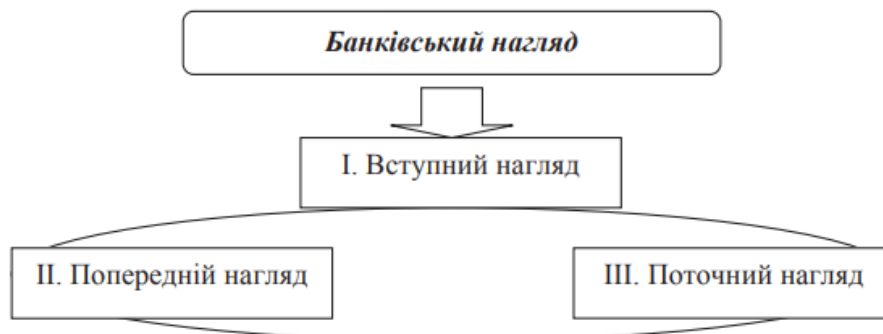 Банківський нагляд
І. Вступний нагляд
ІІ. Попередній нагляд
ІІІ. Поточний нагляд